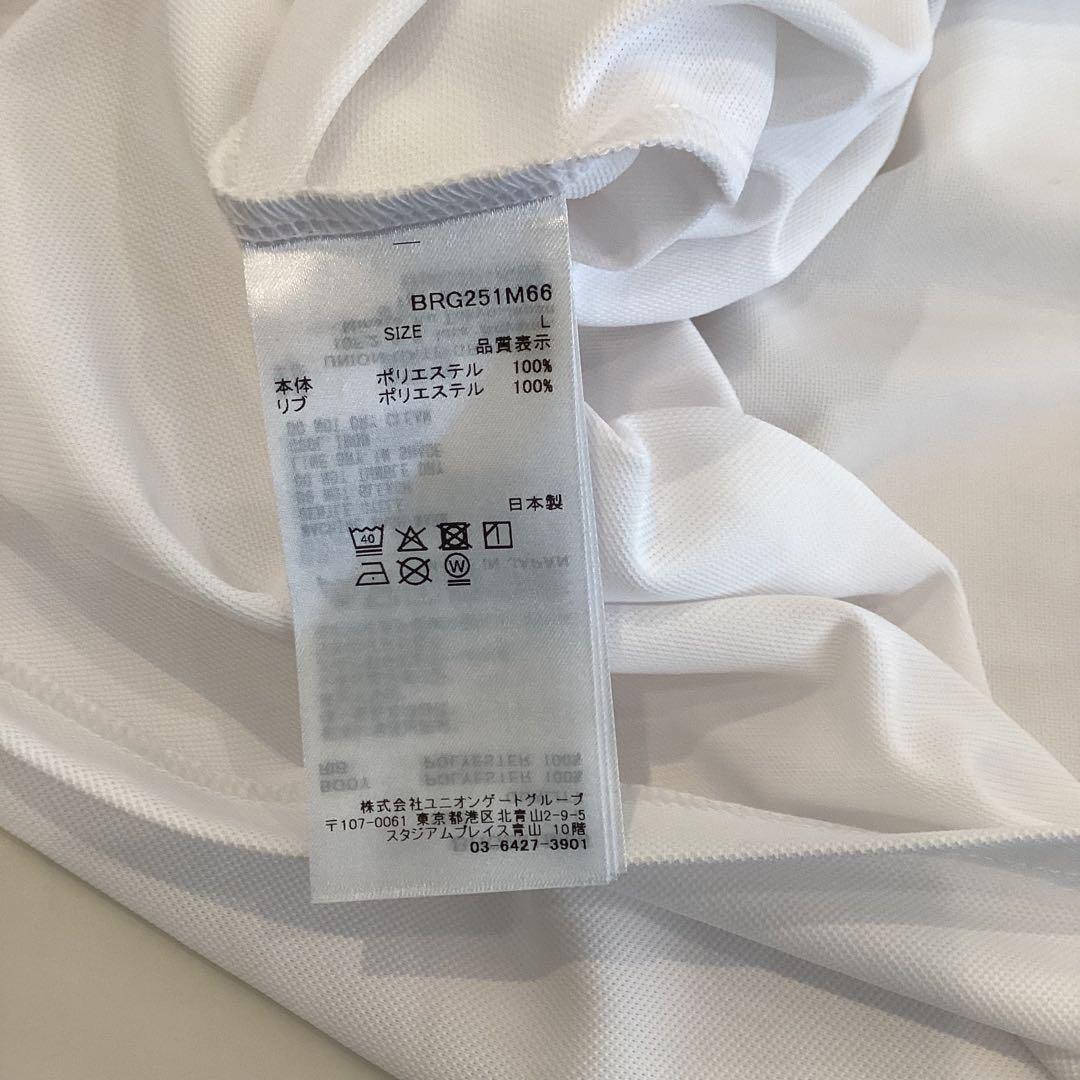 BRG251M66
SIZE L
品質表示
本体 ポリエステル 100%
リブ ポリエステル 100%
日本製
40
W
株式会社ユニオンゲートグループ
〒107-0061 東京都港区北青山2-9-5
スタジアムプレイス青山 10階
03-6427-3901